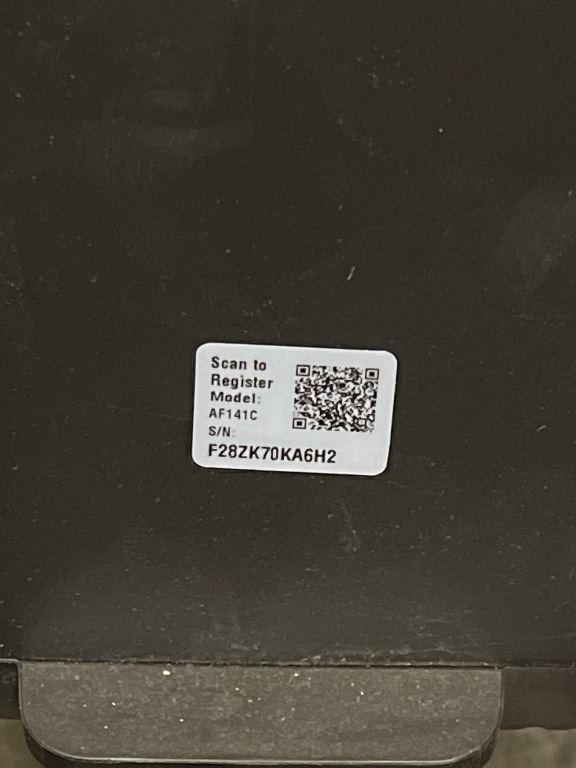 Scan to
Register
Model:
AF141C
S/N:
F28ZK70KA6H2